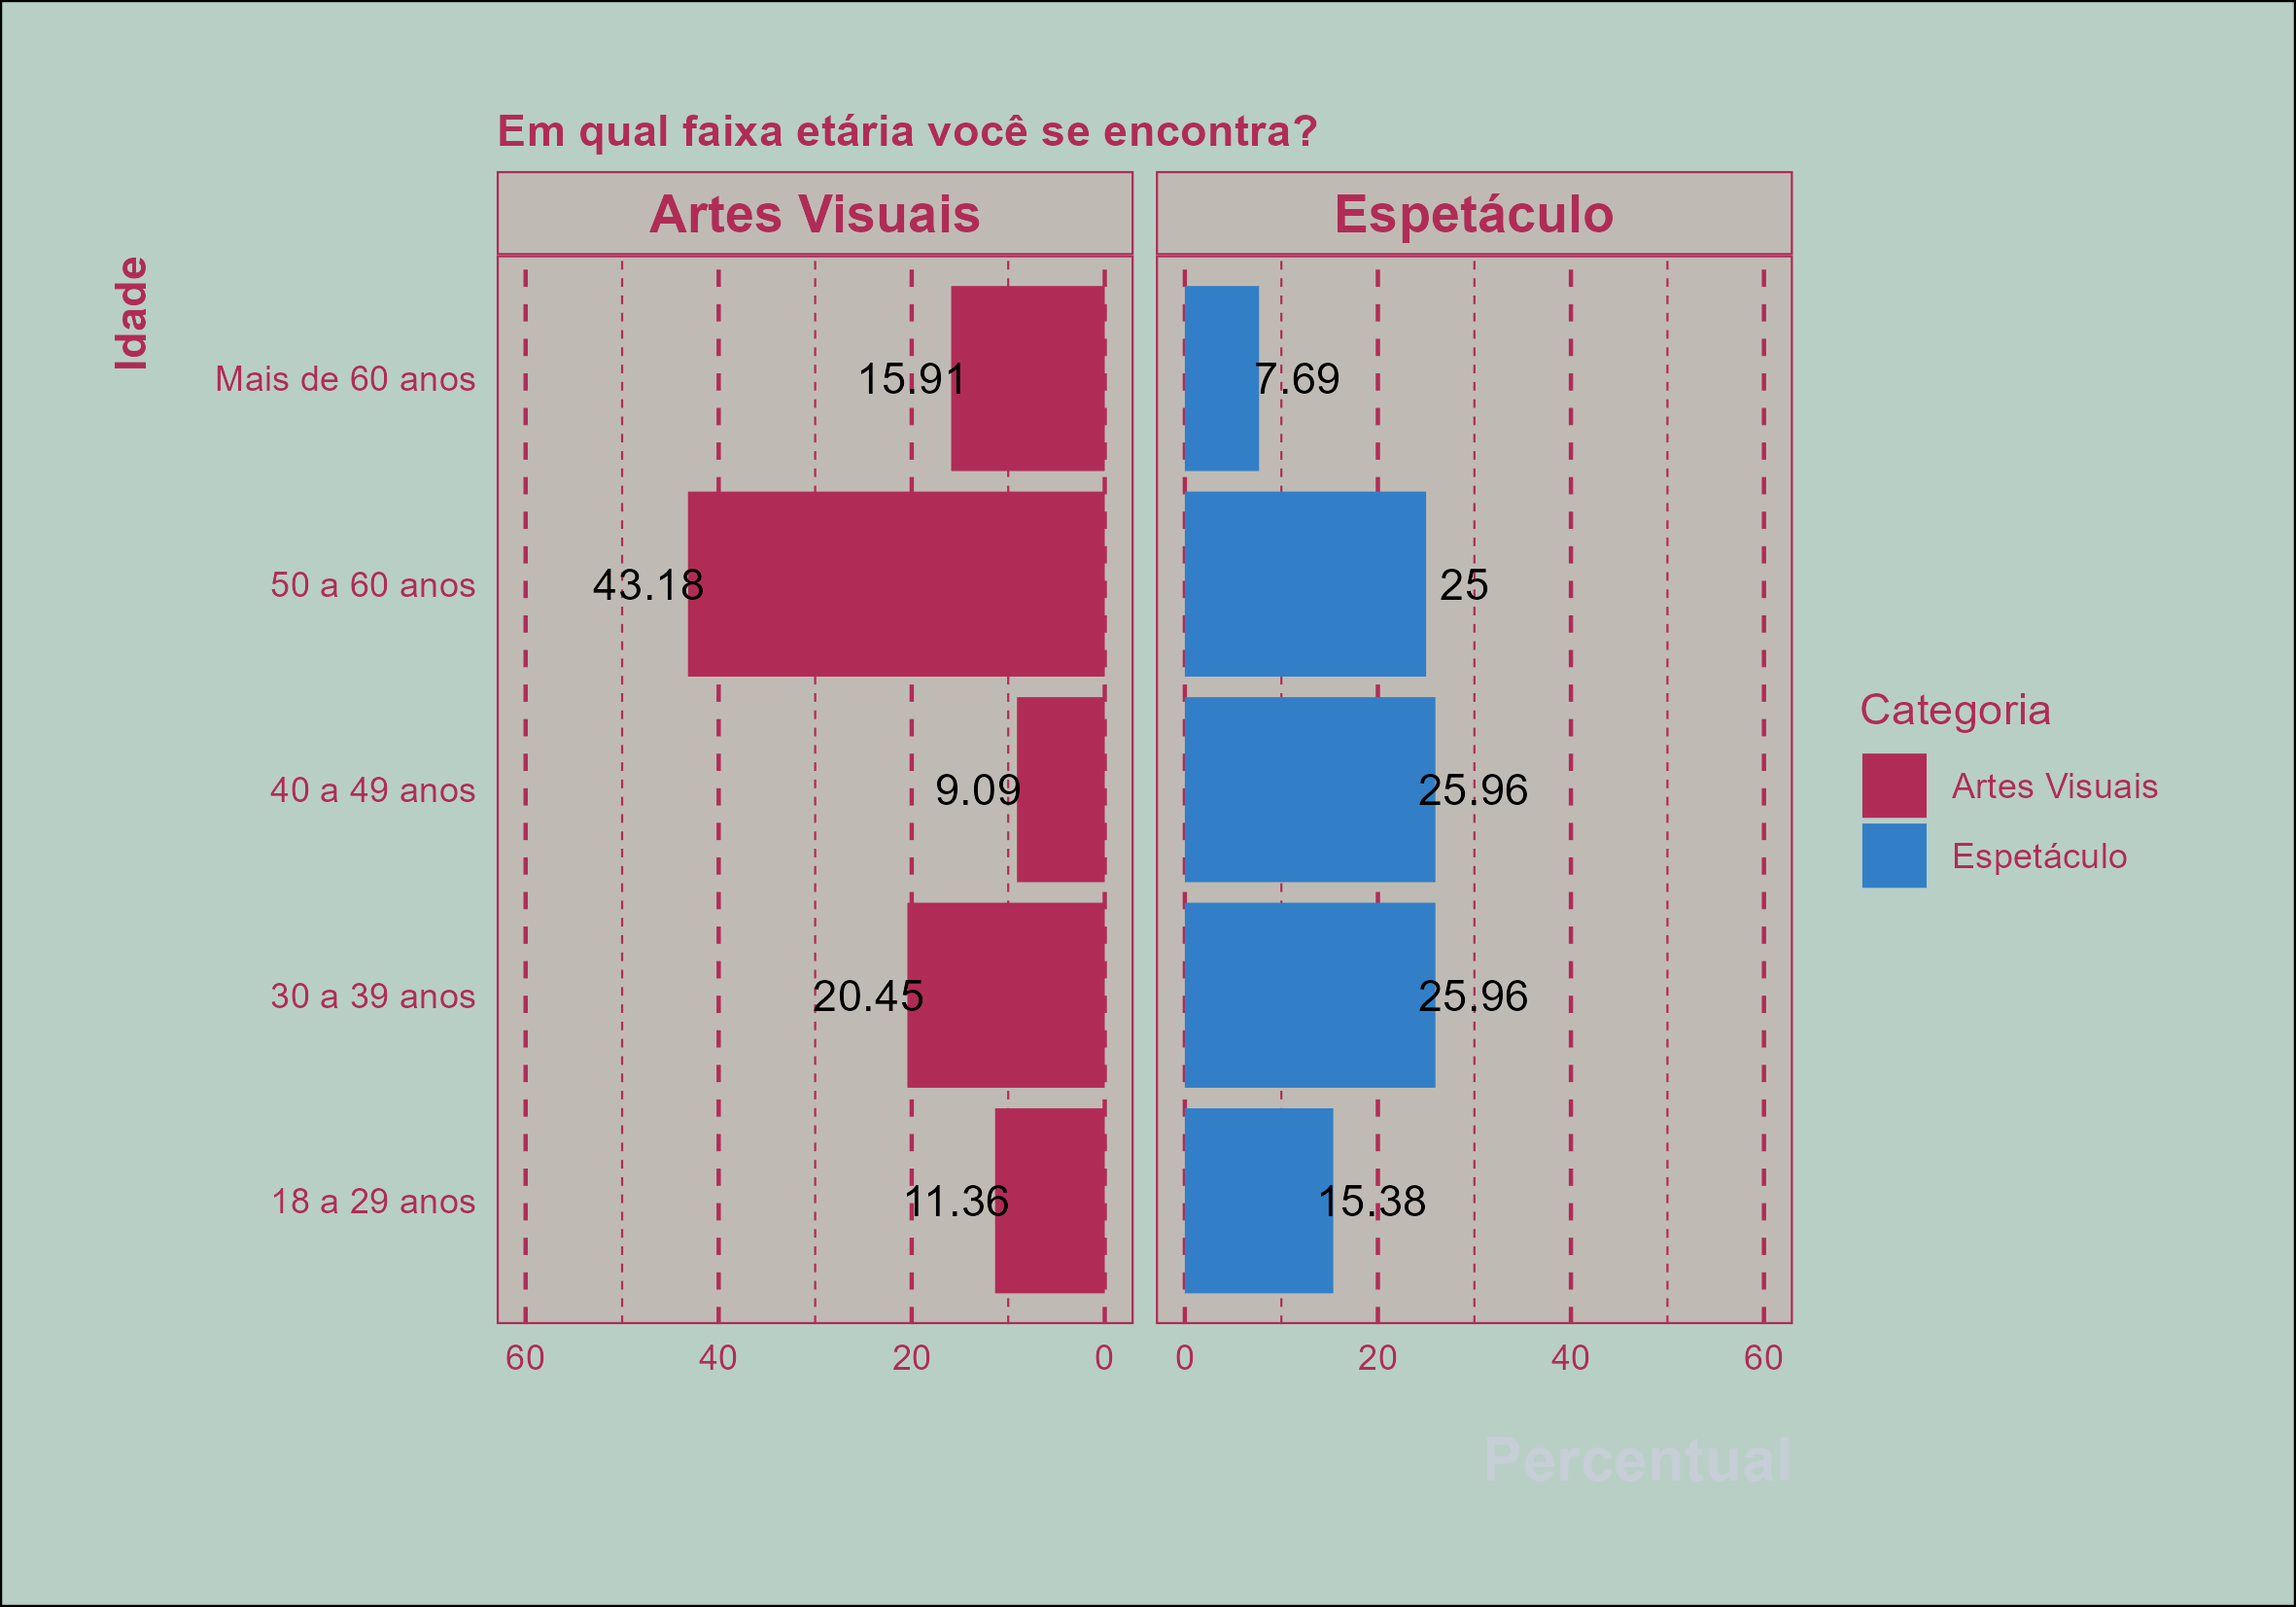 Em qual faixa etária você se encontra?
Artes Visuais
Espetáculo
Idade
Mais de 60 anos
15.91
7.69
50 a 60 anos
43.18
25
40 a 49 anos
9.09
25.96
30 a 39 anos
20.45
25.96
18 a 29 anos
11.36
15.38
60 40 20 0 0 20 40 60
Percentual
Categoria
Artes Visuais
Espetáculo